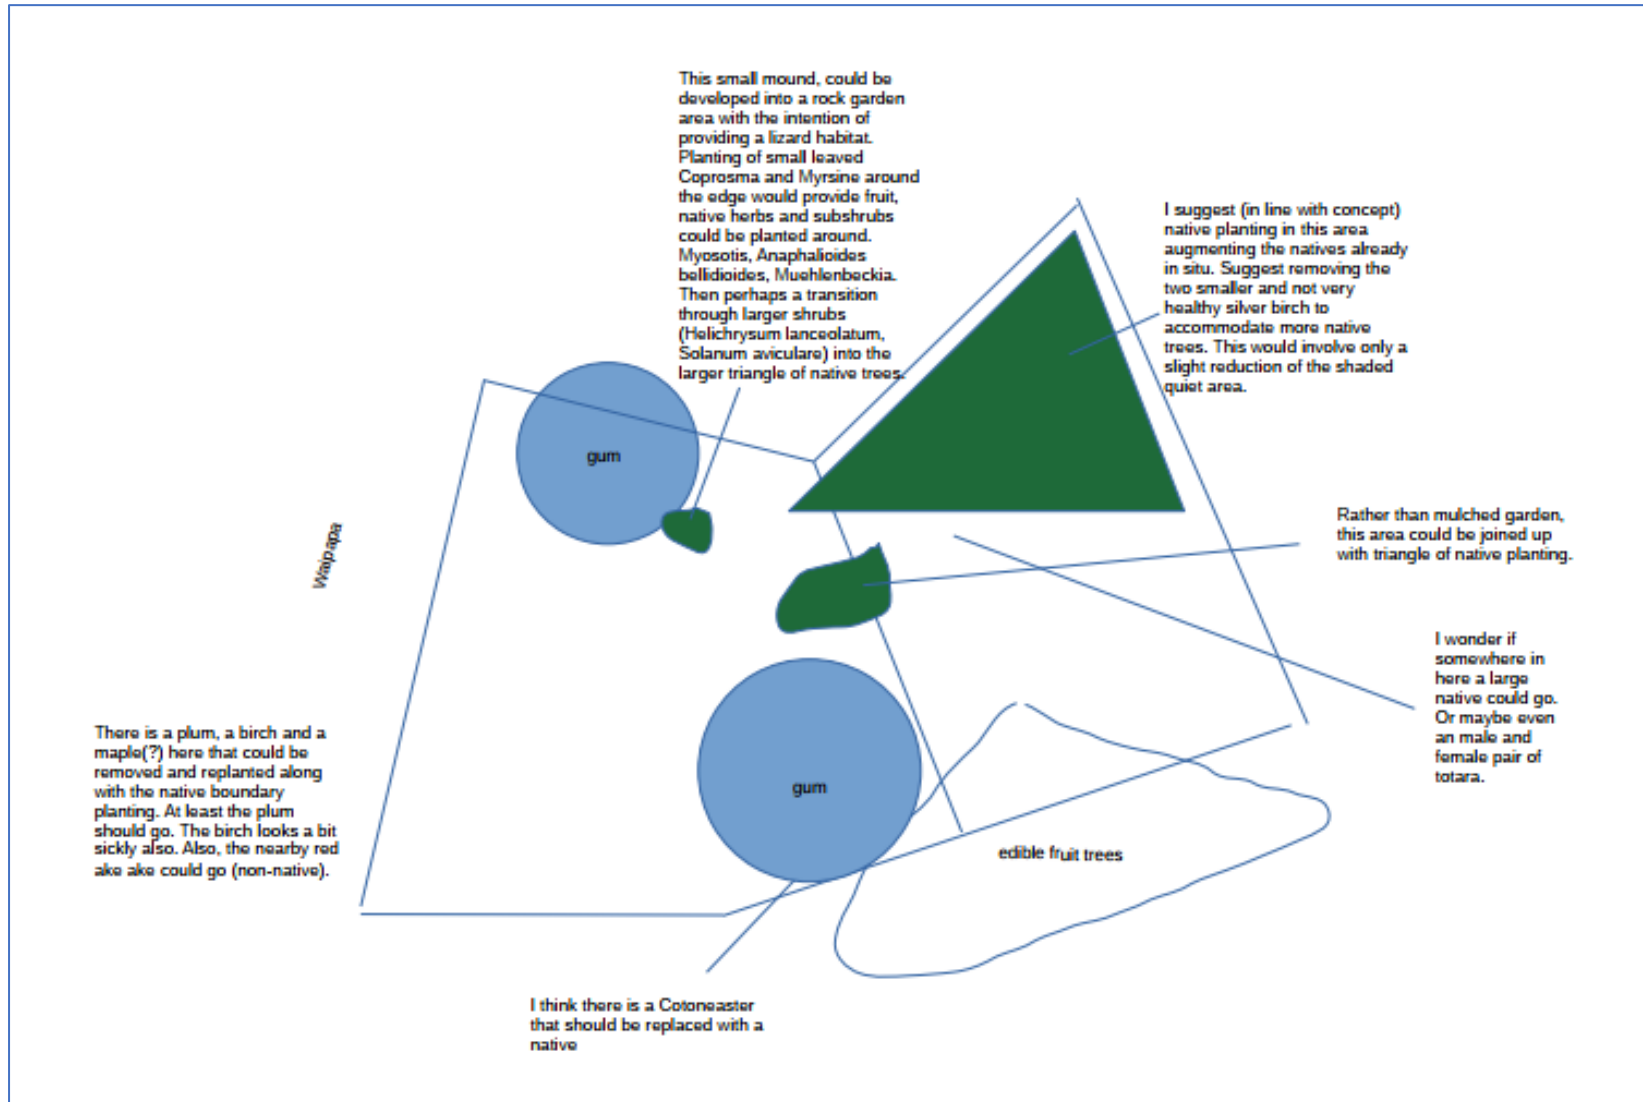 This small mound, could be
developed into a rock garden
area with the intention of
providing a lizard habitat.
Planting of small leaved
Coprosma and Myrsine around
the edge would provide fruit,
native herbs and subshrubs
could be planted around.
Myosotis, Anaphalioides
bellidioides, Muehlenbeckia.
Then perhaps a transition
through larger shrubs
(Helichrysum lanceolatum,
Solanum aviculare) into the
larger triangle of native trees.
I suggest (in line with concept)
native planting in this area
augmenting the natives already
in situ. Suggest removing the
two smaller and not very
healthy silver birch to
accommodate more native
trees. This would involve only a
slight reduction of the shaded
quiet area.
gum
Waipapa
Rather than mulched garden,
this area could be joined up
with triangle of native planting.
I wonder if
somewhere in
here a large
native could go.
Or maybe even
an male and
female pair of
totara.
There is a plum, a birch and a
maple(?) here that could be
removed and replanted along
with the native boundary
planting. At least the plum
should go. The birch looks a bit
sickly also. Also, the nearby red
ake ake could go (non-native).
gum
edible fruit trees
I think there is a Cotoneaster
that should be replaced with a
native